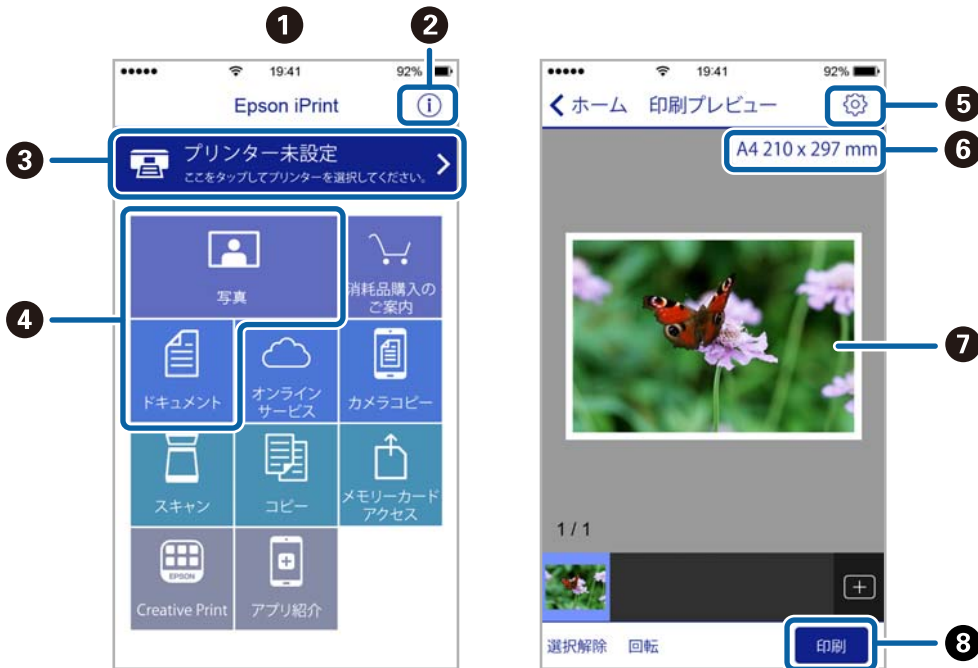 1
2
19:41
92%
Epson iPrint
3
プリンター未設定
ここをタップしてプリンターを選択してください。
4
写真
消耗品購入の
ご案内
ドキュメント
オンライン
サービス
カメラコピー
スキャン
コピー
メモリーカード
アクセス
EPSON
Creative Print
アプリ紹介
19:41
92%
ホーム
印刷プレビュー
5
A4 210 x 297 mm
6
7
1 / 1
選択解除
回転
印刷
8